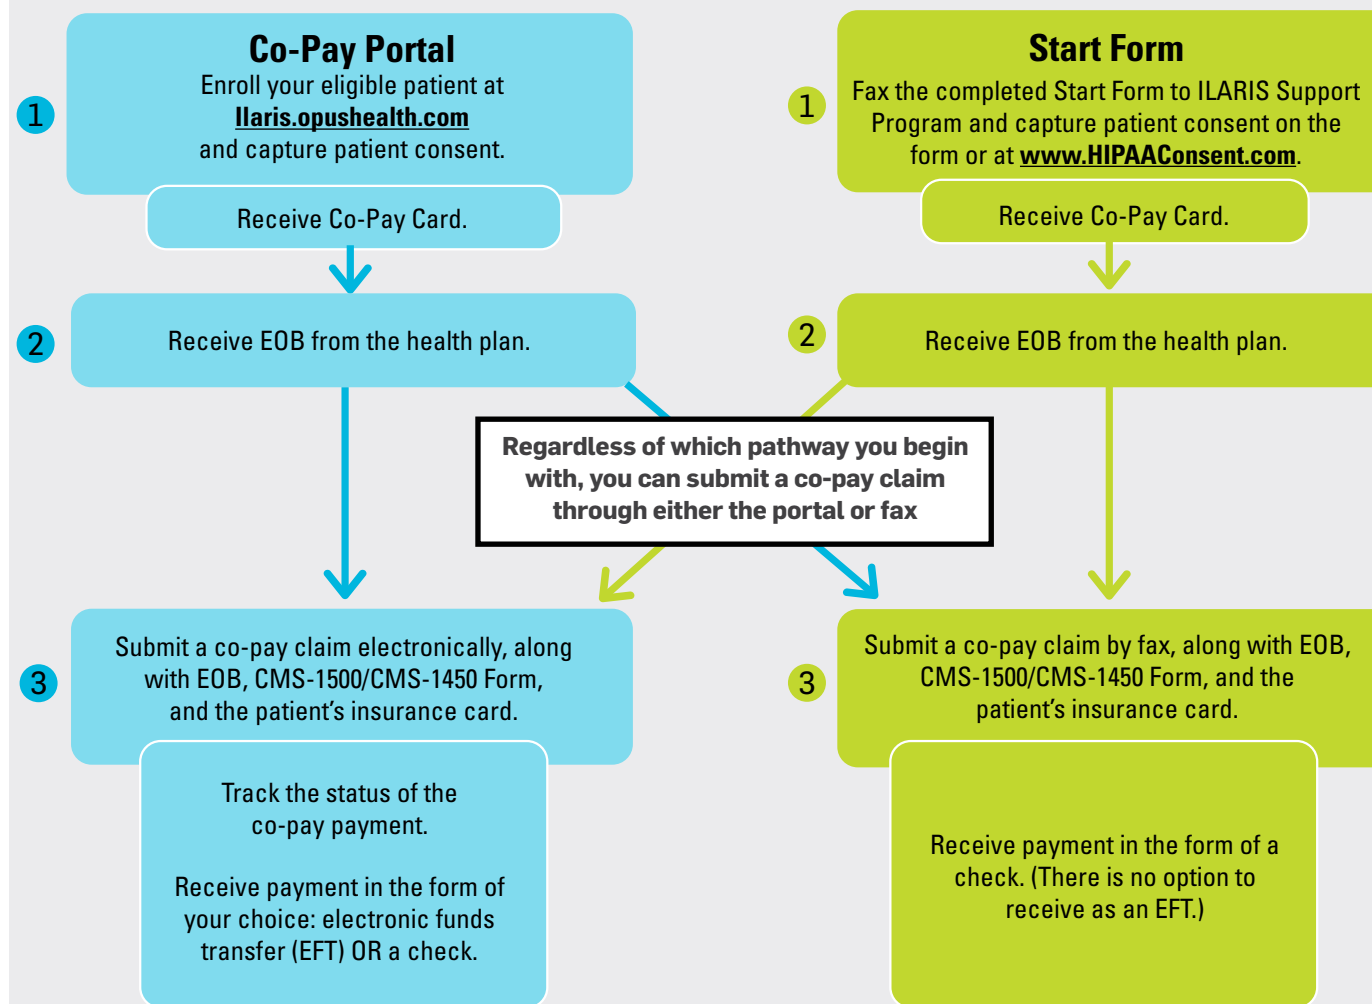 Co-Pay Portal
1
Enroll your eligible patient at
Ilaris.opushealth.com
and capture patient consent.
Receive Co-Pay Card.
2
Receive EOB from the health plan.
Start Form
1
Fax the completed Start Form to ILARIS Support
Program and capture patient consent on the
form or at www.HIPAAConsent.com.
Receive Co-Pay Card.
2
Receive EOB from the health plan.
Regardless of which pathway you begin
with, you can submit a co-pay claim
through either the portal or fax
3
Submit a co-pay claim electronically, along
with EOB, CMS-1500/CMS-1450 Form,
and the patient’s insurance card.
Track the status of the
co-pay payment.
Receive payment in the form of
your choice: electronic funds
transfer (EFT) OR a check.
3
Submit a co-pay claim by fax, along with EOB,
CMS-1500/CMS-1450 Form, and the
patient’s insurance card.
Receive payment in the form of a
check. (There is no option to
receive as an EFT.)